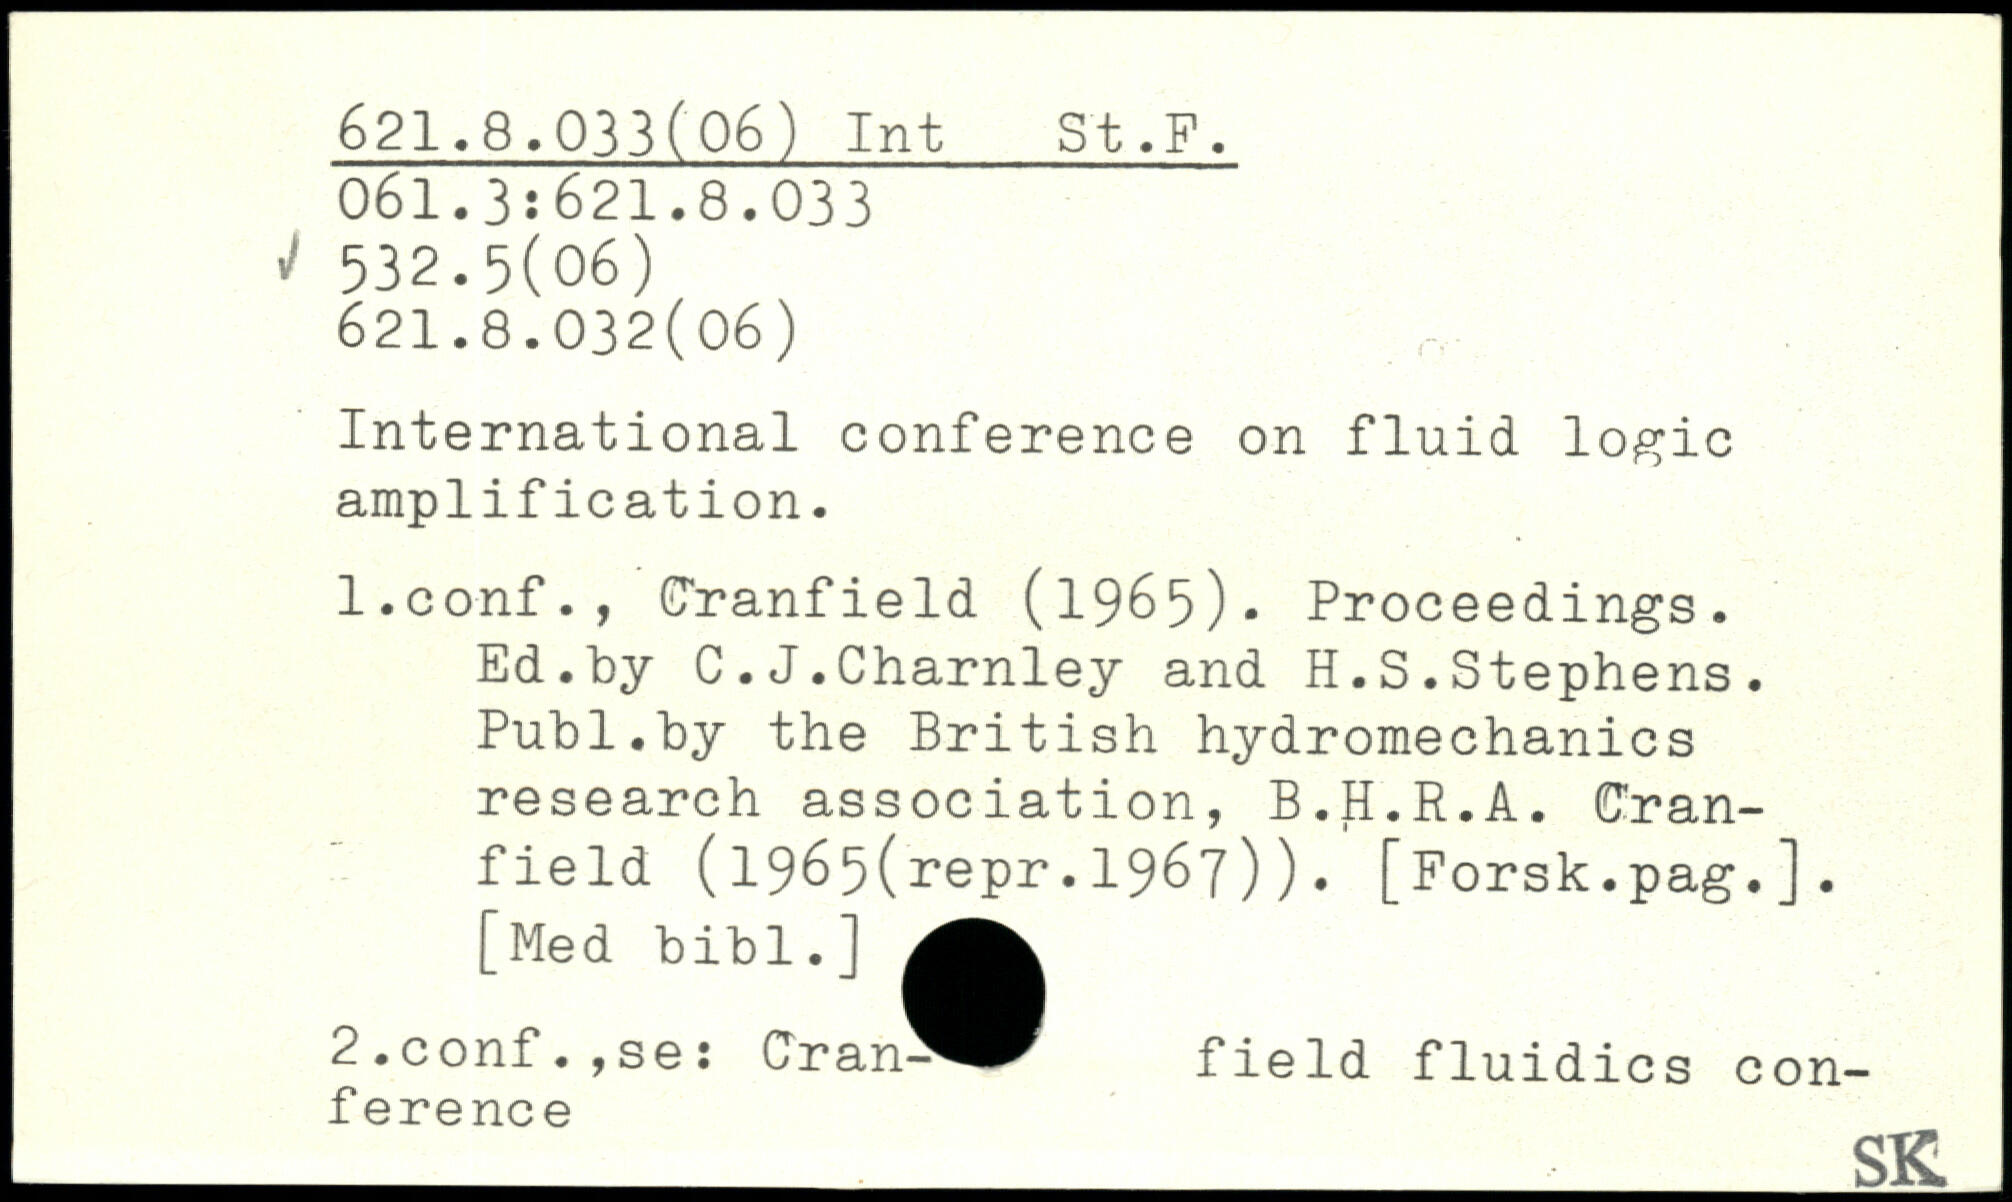 621.8.033(06) Int St.F.
061.3:621.8.033
✓ 532.5(06)
621.8.032(06)
International conference on fluid logic
amplification.
1.conf., Cranfield (1965). Proceedings.
Ed.by C.J.Charnley and H.S.Stephens.
Publ.by the British hydromechanics
research association, B.H.R.A. Cran-
field (1965(repr.1967)). [Forsk.pag.].
[Med bibl.]
2.conf.,se: Cran- field fluidics con-
ference
SK